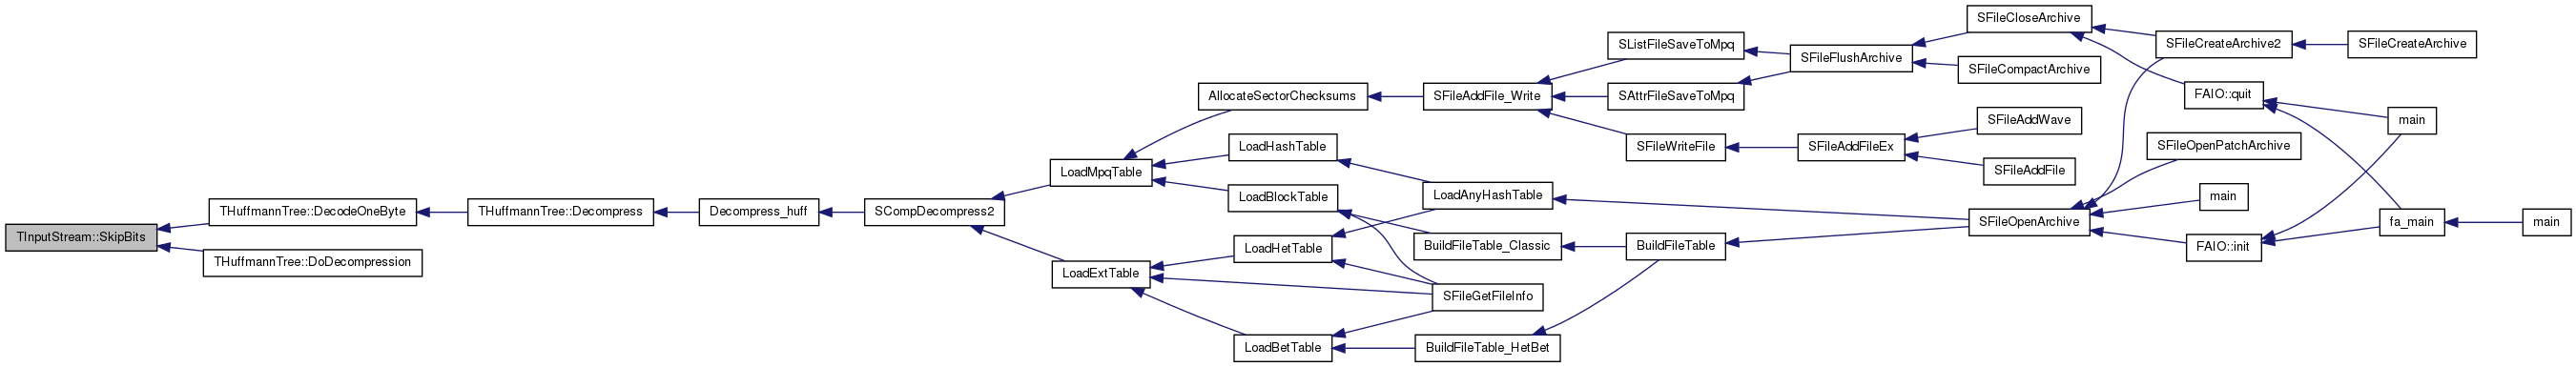 TInputStream::SkipBits
THuffmannTree::DecodeOneByte
THuffmannTree::DoDecompression
THuffmannTree::Decompress
Decompress_huff
SCompDecompress2
LoadMpqTable
LoadExtTable
AllocateSectorChecksums
LoadHashTable
LoadBlockTable
LoadHetTable
LoadBetTable
SFileAddFile_Write
LoadAnyHashTable
BuildFileTable_Classic
SFileGetFileInfo
BuildFileTable_HetBet
SListFileSaveToMpq
SAttrFileSaveToMpq
SFileWriteFile
BuildFileTable
SFileFlushArchive
SFileAddFileEx
SFileCloseArchive
SFileCompactArchive
SFileAddWave
SFileAddFile
SFileOpenArchive
SFileCreateArchive2
FAIO::quit
SFileOpenPatchArchive
main
FAIO::init
SFileCreateArchive
main
fa_main
main